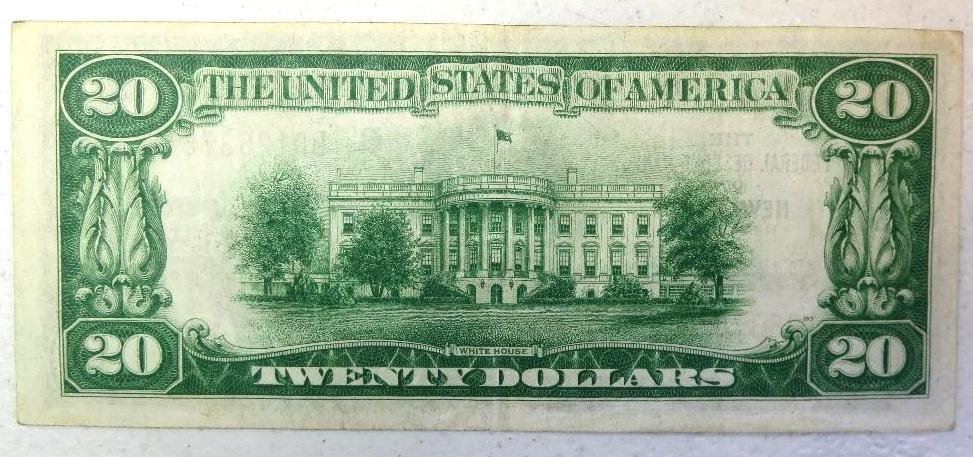 20 THE UNITED STATES OF AMERICA 20
WHITE HOUSE
20 TWENTY DOLLARS 20